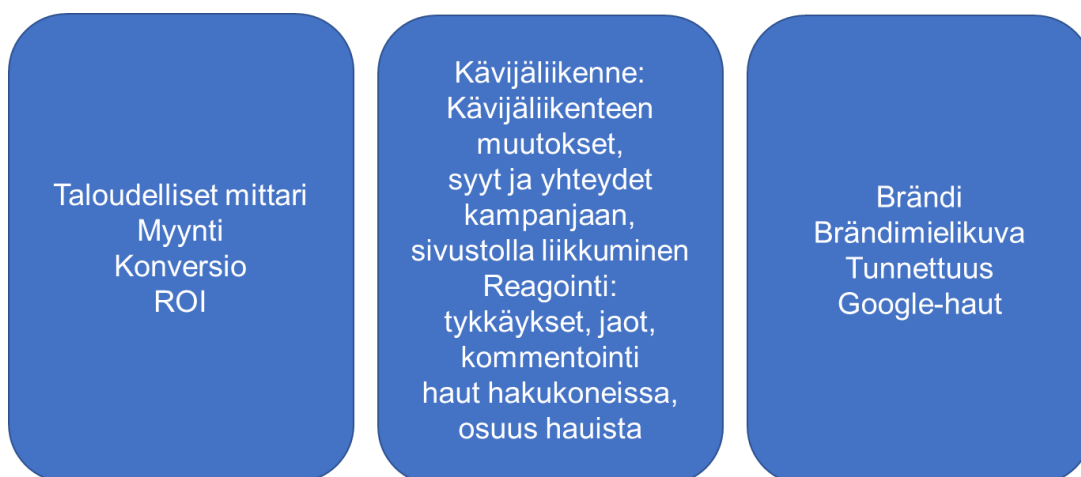 Taloudelliset mittari
Myynti
Konversio
ROI
Kävijäliikenne:
Kävijäliikenteen
muutokset,
syyt ja yhteydet
kampanjaan,
sivustolla liikkuminen
Reagointi:
tykkäykset, jaot,
kommentointi
haut hakukoneissa,
osuus hauista
Brändi
Brändimielikuva
Tunnettuus
Google-haut